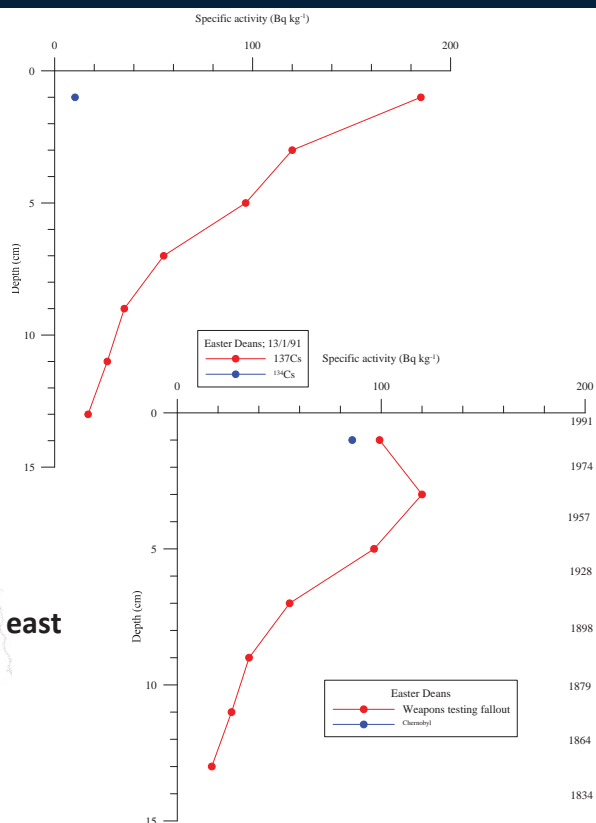 Specific activity (Bq kg⁻¹)
0 100 200
0
5
10
15
Depth (cm)
Easter Deans; 13/1/91
137Cs
¹³⁴Cs
Specific activity (Bq kg⁻¹)
0 100 200
0
5
10
15
Depth (cm)
1991
1974
1957
1928
1898
1879
1864
1834
east
Easter Deans
Weapons testing fallout
Chernobyl